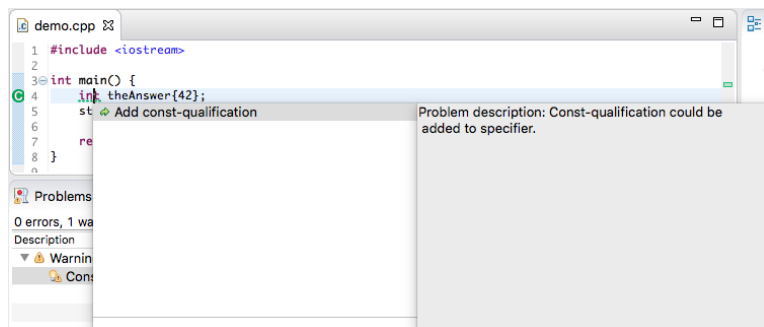 demo.cpp
1 #include <iostream>
2
3 int main() {
4 int theAnswer{42};
5 st
6
7 re
8 }
9
Add const-qualification
Problem description: Const-qualification could be
added to specifier.
Problems
0 errors, 1 wa
Description
Warnin
Cons